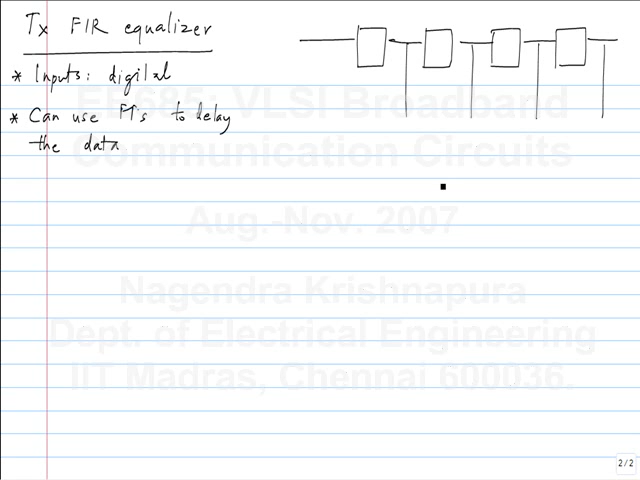 Tx FIR equalizer
* Inputs: digital
* Can use FFs to delay
the data
EE685: VLSI Broadband
Communication Circuits
Aug.-Nov. 2007
Nagendra Krishnapura
Dept. of Electrical Engineering
IIT Madras, Chennai 600036.
2/2